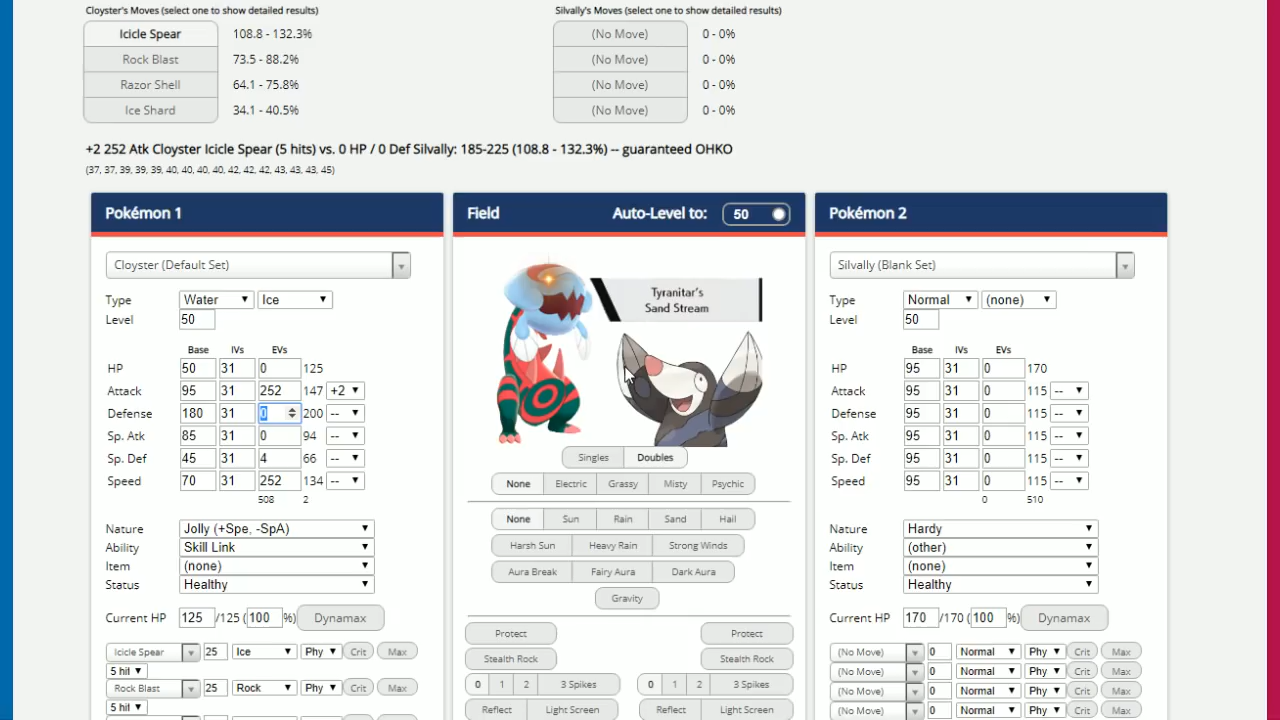 Cloyster's Moves (select one to show detailed results)
Silvally's Moves (select one to show detailed results)
Icicle Spear 108.8 - 132.3%
(No Move) 0 - 0%
Rock Blast 73.5 - 88.2%
(No Move) 0 - 0%
Razor Shell 64.1 - 75.8%
(No Move) 0 - 0%
Ice Shard 34.1 - 40.5%
(No Move) 0 - 0%
+2 252 Atk Cloyster Icicle Spear (5 hits) vs. 0 HP / 0 Def Silvally: 185-225 (108.8 - 132.3%) -- guaranteed OHKO
(37, 37, 39, 39, 39, 40, 40, 40, 40, 42, 42, 42, 43, 43, 43, 45)
Pokémon 1
Cloyster (Default Set)
Type Water Ice
Level 50
Base IVs EVs
HP 50 31 0 125
Attack 95 31 252 147 +2
Defense 180 31 0 200 --
Sp. Atk 85 31 0 94 --
Sp. Def 45 31 4 66 --
Speed 70 31 252 134 --
508 2
Nature Jolly (+Spe, -SpA)
Ability Skill Link
Item (none)
Status Healthy
Current HP 125 /125 ( 100 %) Dynamax
Icicle Spear 25 Ice Phy Crit Max
5 hit
Rock Blast 25 Rock Phy Crit Max
5 hit
Field Auto-Level to: 50
Tyranitar's
Sand Stream
Singles Doubles
None Electric Grassy Misty Psychic
None Sun Rain Sand Hail
Harsh Sun Heavy Rain Strong Winds
Aura Break Fairy Aura Dark Aura
Gravity
Protect Protect
Stealth Rock Stealth Rock
0 1 2 3 Spikes 0 1 2 3 Spikes
Reflect Light Screen Reflect Light Screen
Pokémon 2
Silvally (Blank Set)
Type Normal (none)
Level 50
Base IVs EVs
HP 95 31 0 170
Attack 95 31 0 115 --
Defense 95 31 0 115 --
Sp. Atk 95 31 0 115 --
Sp. Def 95 31 0 115 --
Speed 95 31 0 115 --
0 510
Nature Hardy
Ability (other)
Item (none)
Status Healthy
Current HP 170 /170 ( 100 %) Dynamax
(No Move) 0 Normal Phy Crit Max
(No Move) 0 Normal Phy Crit Max
(No Move) 0 Normal Phy Crit Max
(No Move) 0 Normal Phy Crit Max